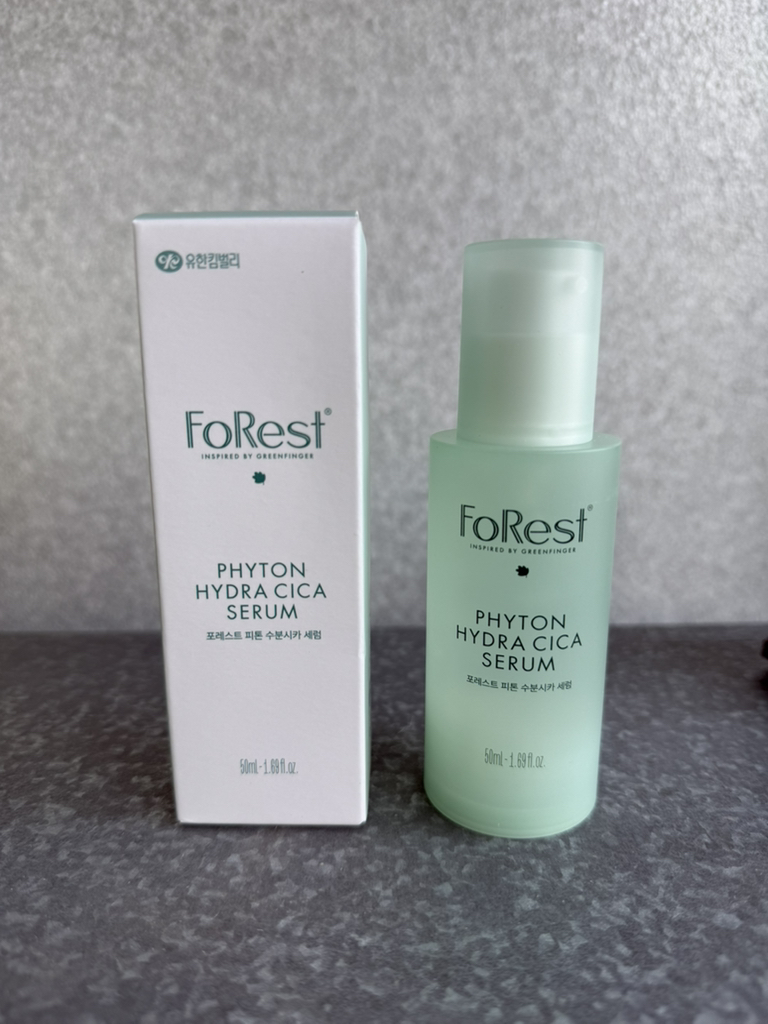 유한킴벌리
FoRest®
INSPIRED BY GREENFINGER
PHYTON
HYDRA CICA
SERUM
포레스트 피톤 수분시카 세럼
50ml - 1.69 fl.oz.
FoRest®
INSPIRED BY GREENFINGER
PHYTON
HYDRA CICA
SERUM
포레스트 피톤 수분시카 세럼
50ml - 1.69 fl.oz.